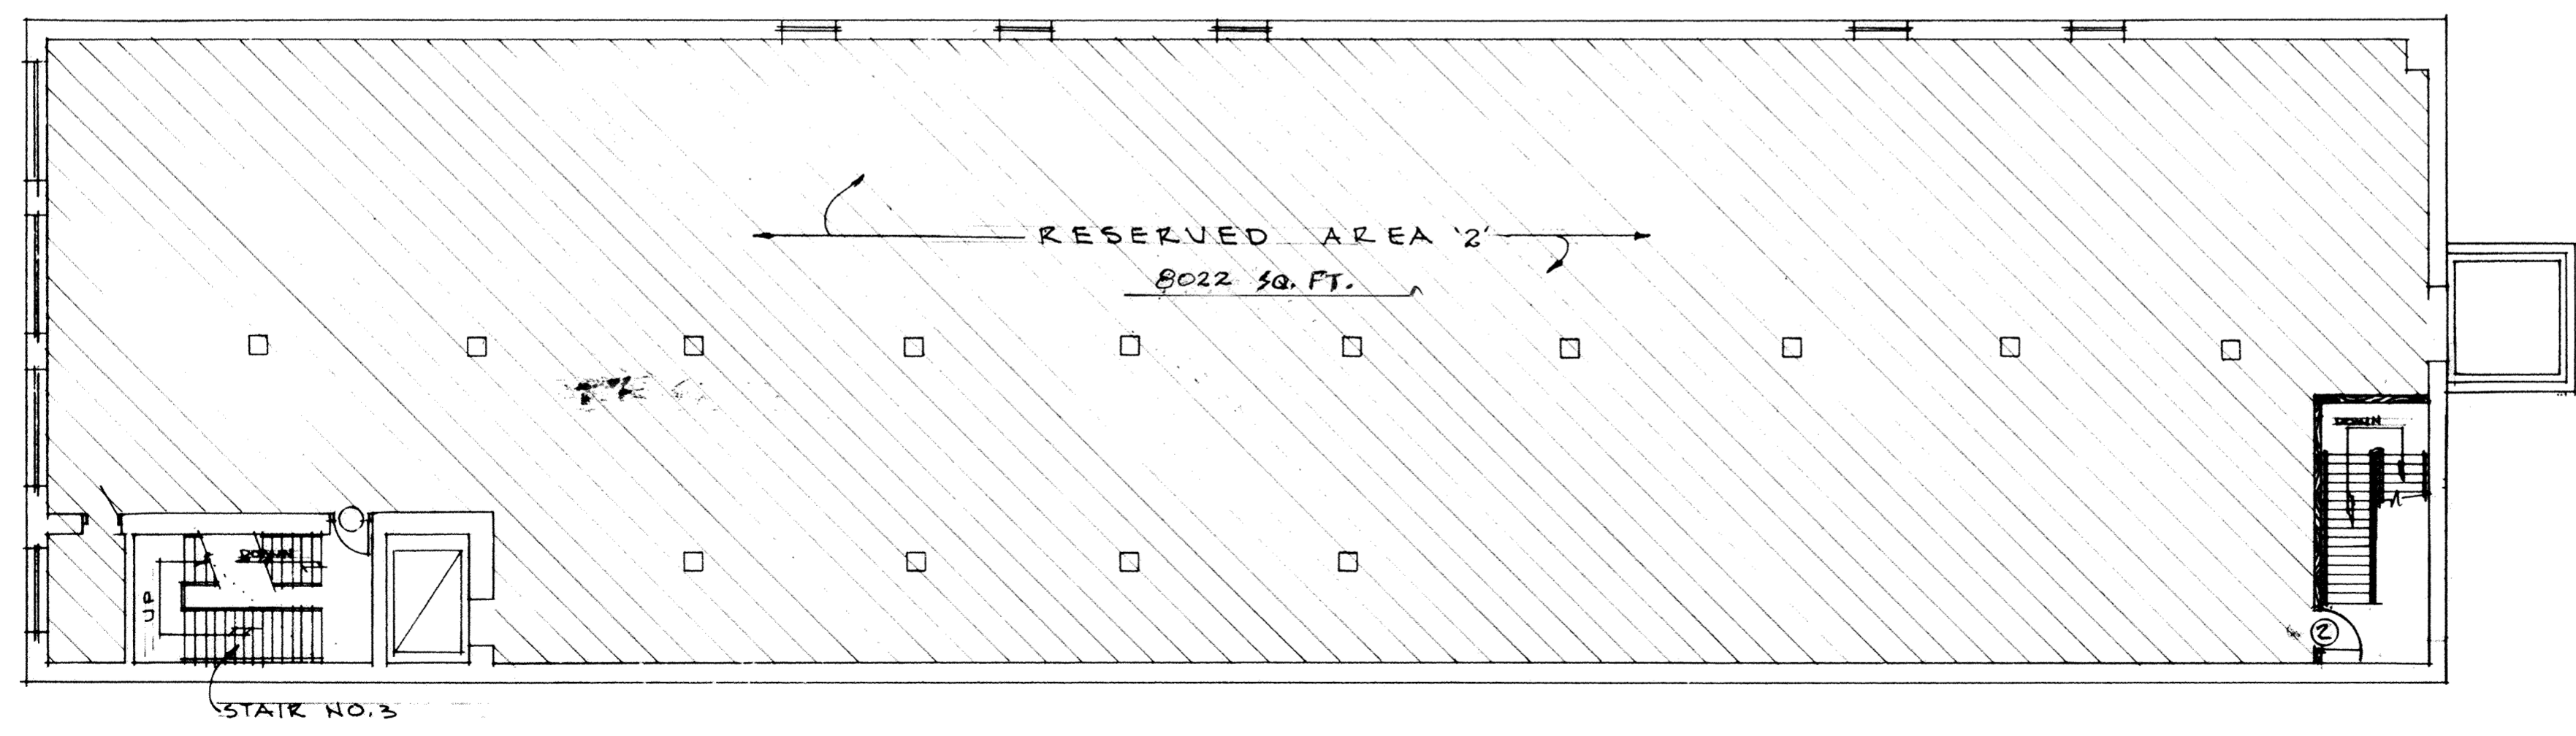 RESERVED AREA '2'
8022 SQ. FT.
DOWN
DOWN
UP
2
STAIR NO.3